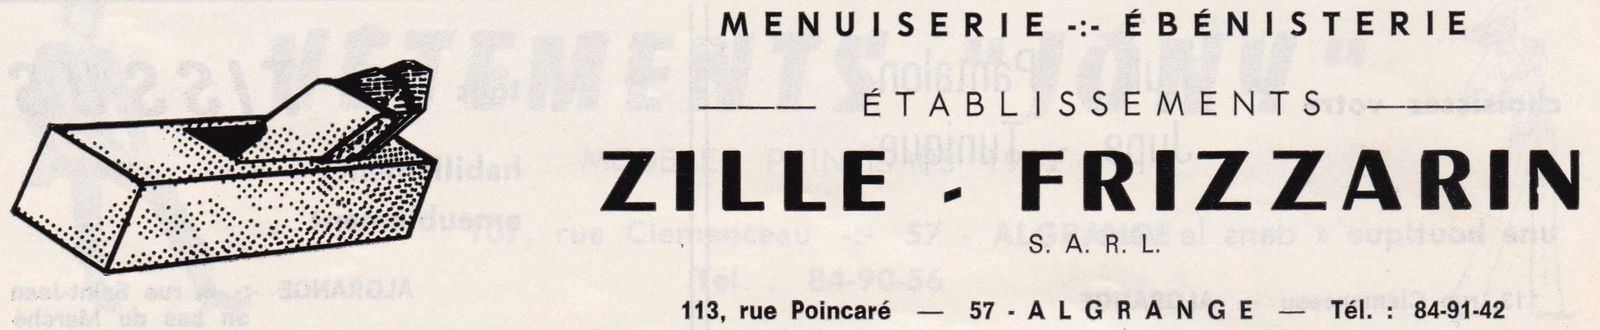 MENUISERIE -:- ÉBÉNISTERIE
ÉTABLISSEMENTS
ZILLE - FRIZZARIN
S. A. R. L.
113, rue Poincaré — 57 - ALGRANGE — Tél. : 84-91-42